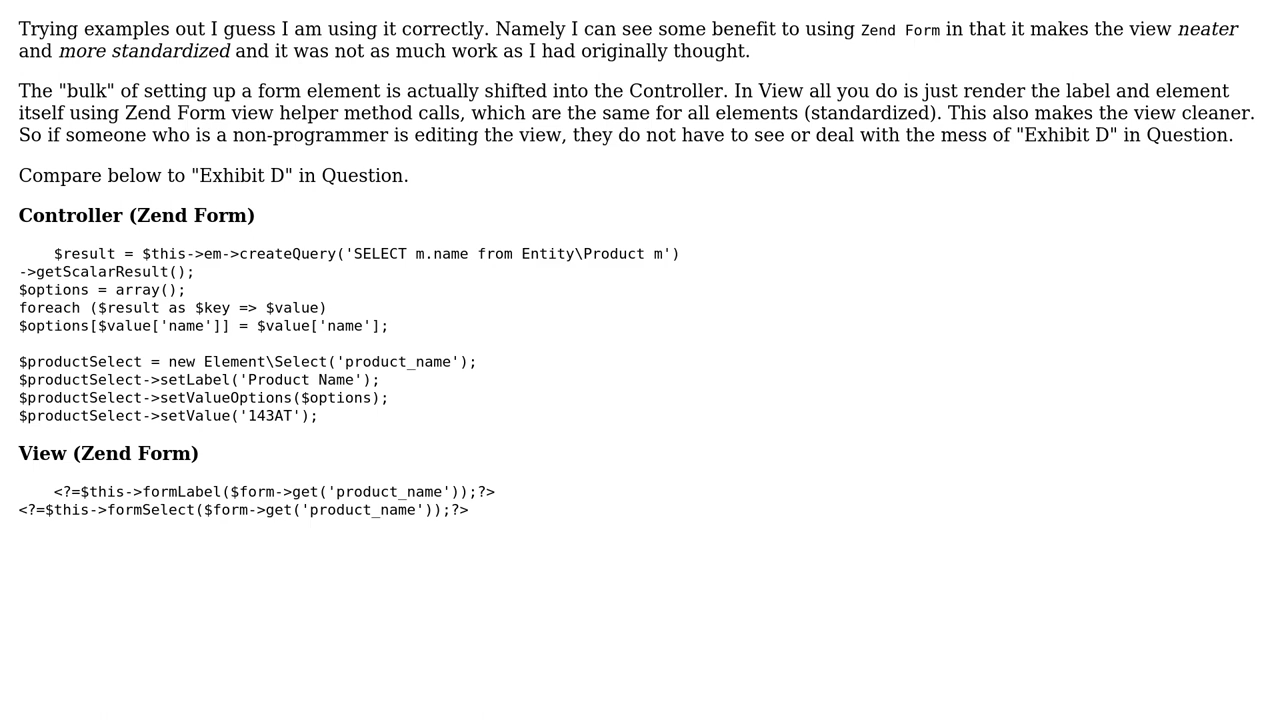 Trying examples out I guess I am using it correctly. Namely I can see some benefit to using Zend Form in that it makes the view neater
and more standardized and it was not as much work as I had originally thought.
The "bulk" of setting up a form element is actually shifted into the Controller. In View all you do is just render the label and element
itself using Zend Form view helper method calls, which are the same for all elements (standardized). This also makes the view cleaner.
So if someone who is a non-programmer is editing the view, they do not have to see or deal with the mess of "Exhibit D" in Question.
Compare below to "Exhibit D" in Question.
Controller (Zend Form)
    $result = $this->em->createQuery('SELECT m.name from Entity\Product m')
->getScalarResult();
$options = array();
foreach ($result as $key => $value)
$options[$value['name']] = $value['name'];
$productSelect = new Element\Select('product_name');
$productSelect->setLabel('Product Name');
$productSelect->setValueOptions($options);
$productSelect->setValue('143AT');
View (Zend Form)
    <?=$this->formLabel($form->get('product_name'));?>
<?=$this->formSelect($form->get('product_name'));?>